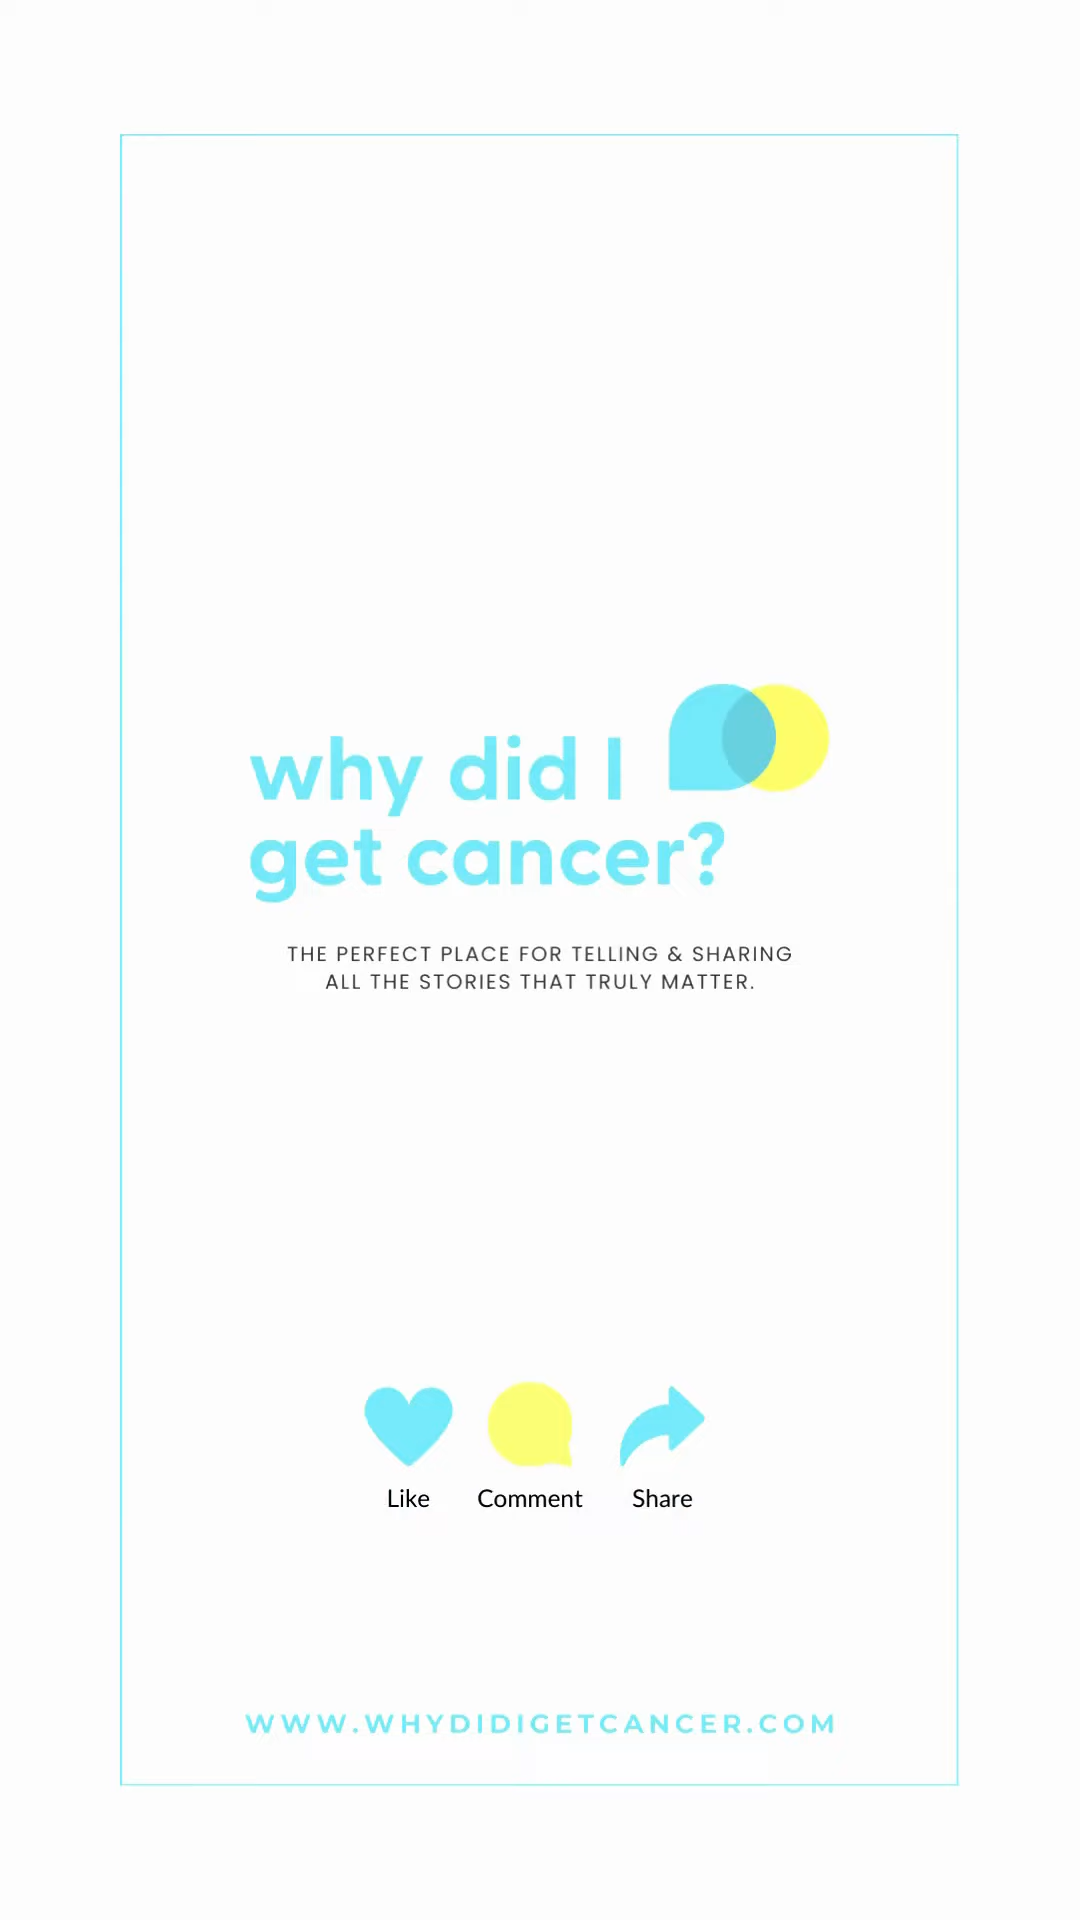 why did I
get cancer?
THE PERFECT PLACE FOR TELLING & SHARING
ALL THE STORIES THAT TRULY MATTER.
Like Comment Share
WWW.WHYDIDIGETCANCER.COM